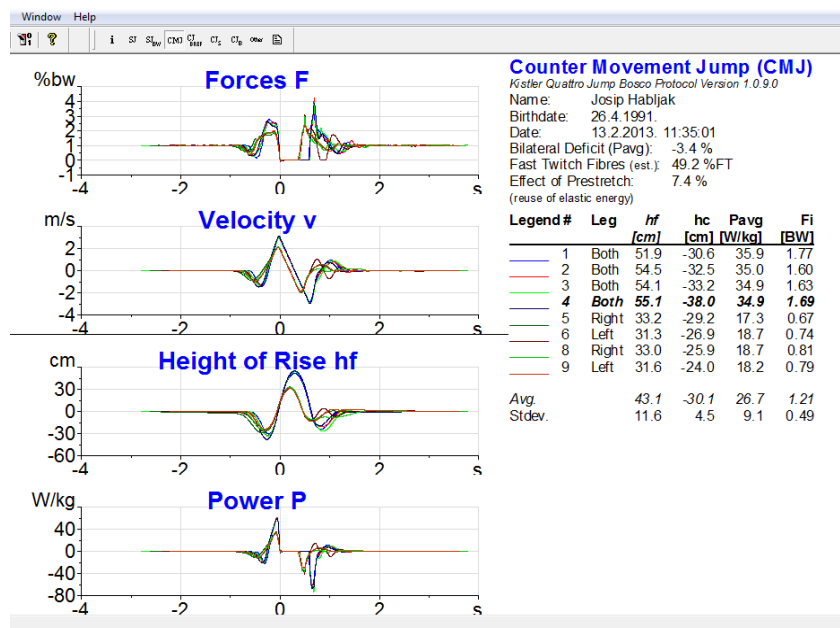 Window Help
i SJ SJBW CMJ CJDROP CJS CJB Other
Forces F
%bw
4
3
2
1
0
-1
-4 -2 0 2 s
Velocity v
m/s
2
0
-2
-4
-4 -2 0 2 s
Height of Rise hf
cm
30
0
-30
-60
-4 -2 0 2 s
Power P
W/kg
40
0
-40
-80
-4 -2 0 2 s
Counter Movement Jump (CMJ)
Kistler Quattro Jump Bosco Protocol Version 1.0.9.0
Name: Josip Habljak
Birthdate: 26.4.1991.
Date: 13.2.2013. 11:35:01
Bilateral Deficit (Pavg): -3.4 %
Fast Twitch Fibres (est.): 49.2 %FT
Effect of Prestretch: 7.4 %
(reuse of elastic energy)
Legend # Leg hf hc Pavg Fi
[cm] [cm] [W/kg] [BW]
1 Both 51.9 -30.6 35.9 1.77
2 Both 54.5 -32.5 35.0 1.60
3 Both 54.1 -33.2 34.9 1.63
4 Both 55.1 -38.0 34.9 1.69
5 Right 33.2 -29.2 17.3 0.67
6 Left 31.3 -26.9 18.7 0.74
8 Right 33.0 -25.9 18.7 0.81
9 Left 31.6 -24.0 18.2 0.79
Avg. 43.1 -30.1 26.7 1.21
Stdev. 11.6 4.5 9.1 0.49